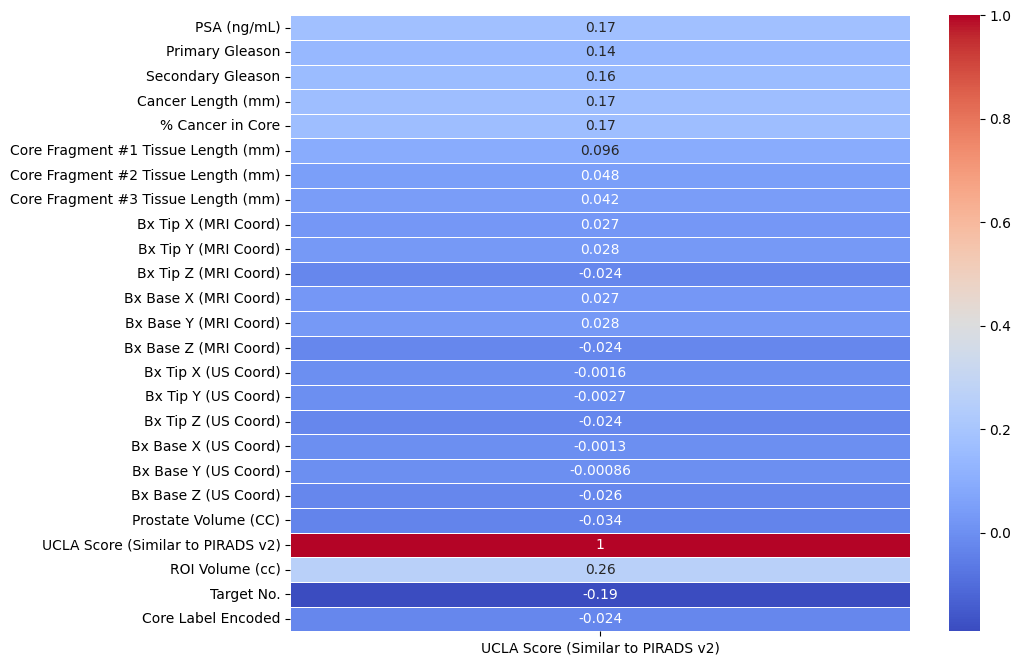 PSA (ng/mL) 0.17
Primary Gleason 0.14
Secondary Gleason 0.16
Cancer Length (mm) 0.17
% Cancer in Core 0.17
Core Fragment #1 Tissue Length (mm) 0.096
Core Fragment #2 Tissue Length (mm) 0.048
Core Fragment #3 Tissue Length (mm) 0.042
Bx Tip X (MRI Coord) 0.027
Bx Tip Y (MRI Coord) 0.028
Bx Tip Z (MRI Coord) -0.024
Bx Base X (MRI Coord) 0.027
Bx Base Y (MRI Coord) 0.028
Bx Base Z (MRI Coord) -0.024
Bx Tip X (US Coord) -0.0016
Bx Tip Y (US Coord) -0.0027
Bx Tip Z (US Coord) -0.024
Bx Base X (US Coord) -0.0013
Bx Base Y (US Coord) -0.00086
Bx Base Z (US Coord) -0.026
Prostate Volume (CC) -0.034
UCLA Score (Similar to PIRADS v2) 1
ROI Volume (cc) 0.26
Target No. -0.19
Core Label Encoded -0.024
UCLA Score (Similar to PIRADS v2)
1.0
0.8
0.6
0.4
0.2
0.0